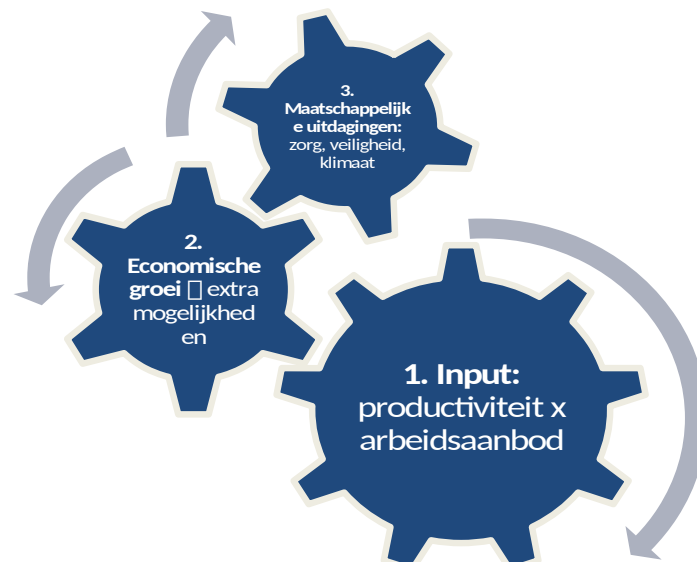 3.
Maatschappelijk
e uitdagingen:
zorg, veiligheid,
klimaat
2.
Economische
groei □ extra
mogelijkhed
en
1. Input:
productiviteit x
arbeidsaanbod